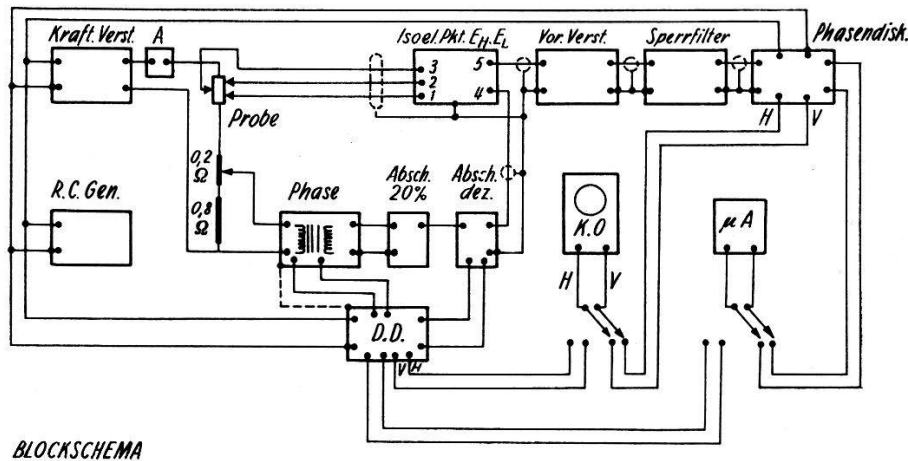 Kraft. Verst.
A
Isoel. Pkt. E_H. E_L
Vor. Verst.
Sperrfilter
Phasendisk.
3
2
1
5
4
H
V
Probe
0,2
Ω
0,8
Ω
R.C. Gen.
Phase
Absch.
20%
Absch.
dez.
K.O
H
V
μA
D.D.
V
H
BLOCKSCHEMA